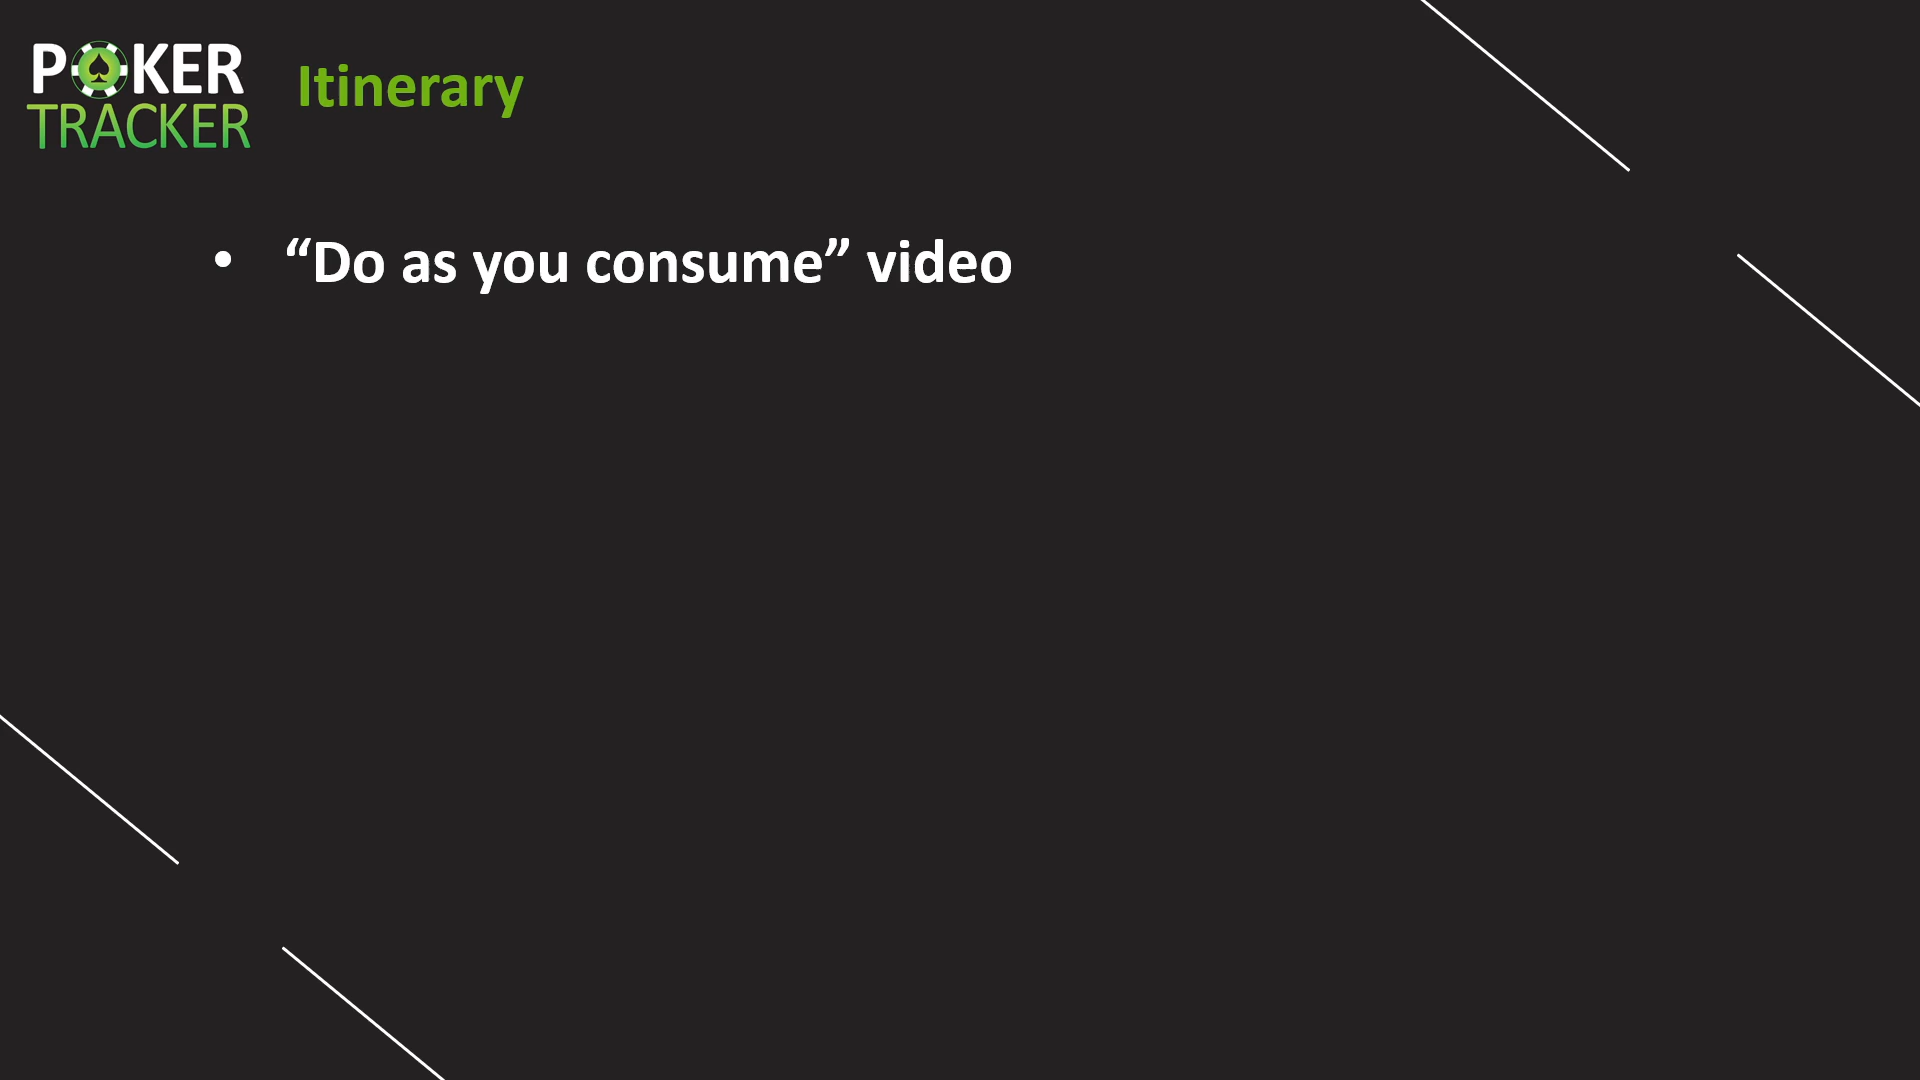 POKER
TRACKER
Itinerary
• “Do as you consume” video